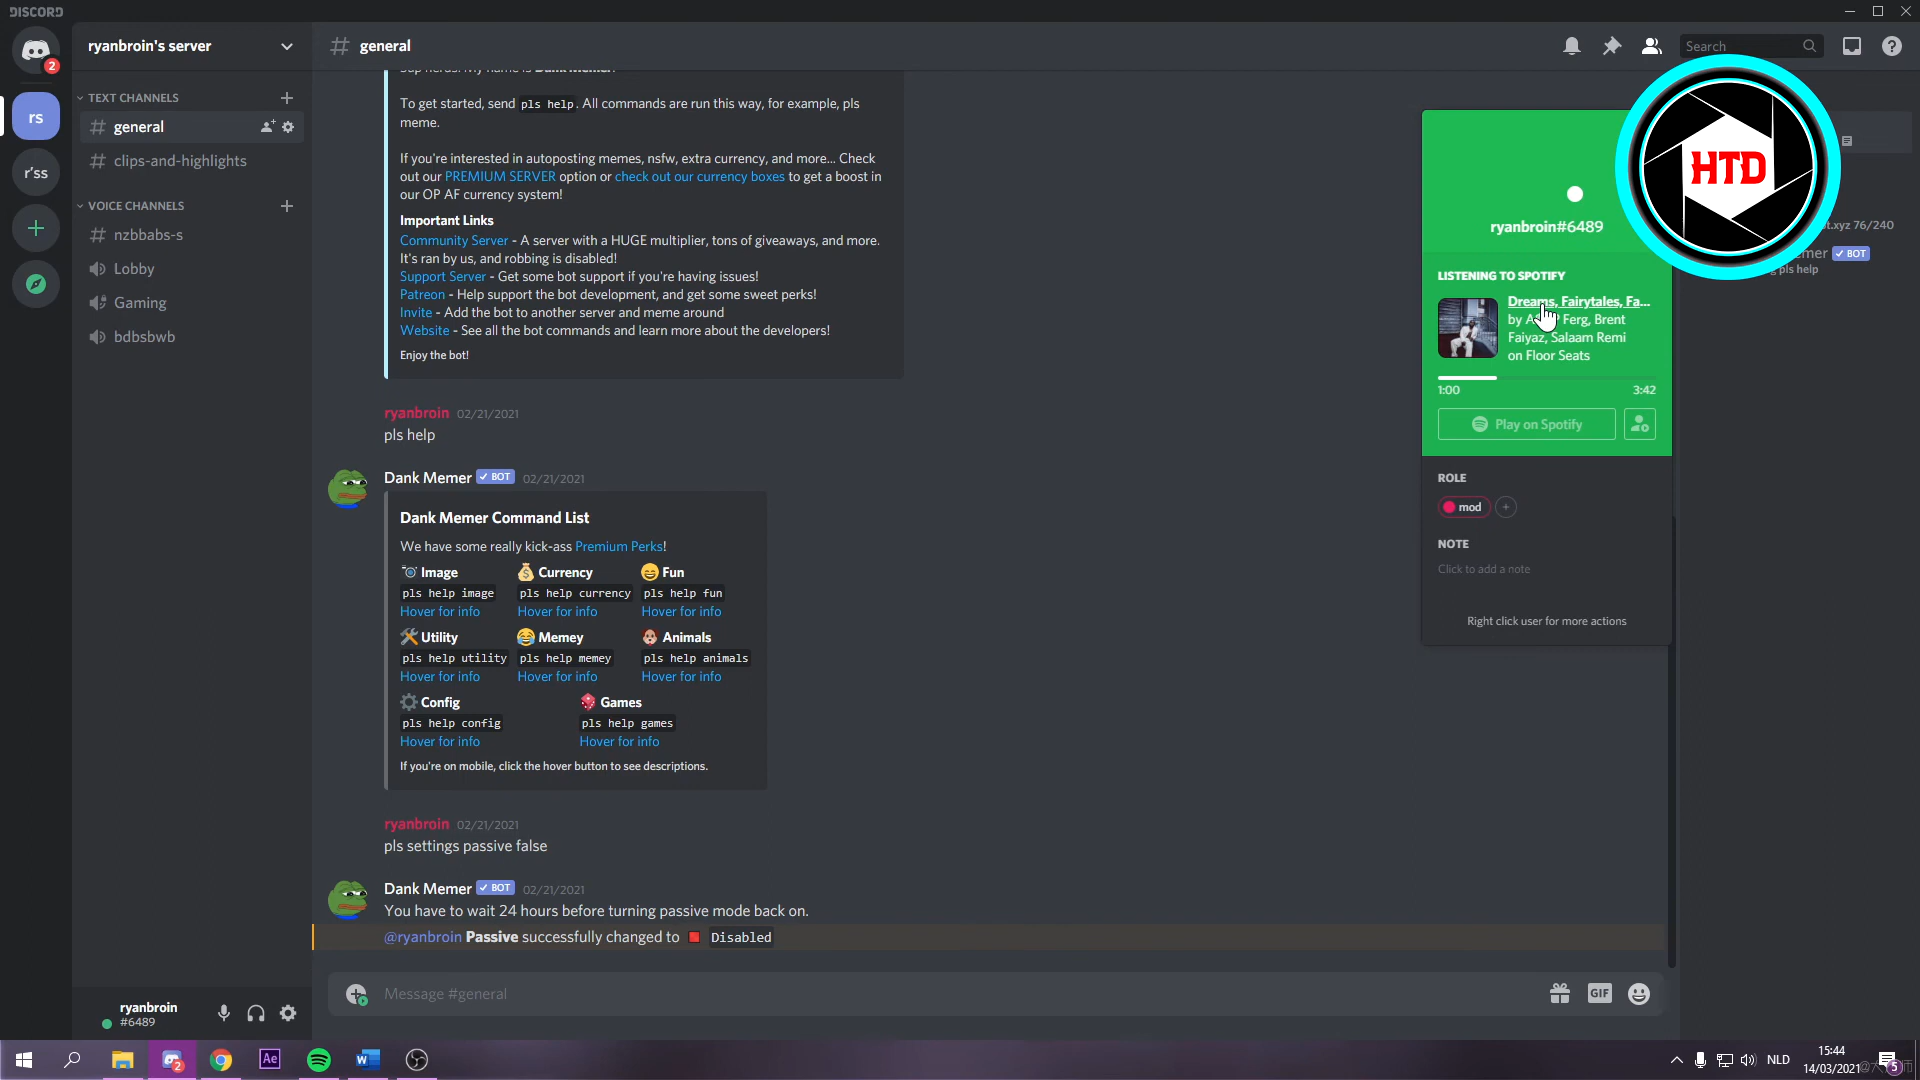 DISCORD
ryanbroin's server
general
Search
2
rs
r'ss
TEXT CHANNELS
general
clips-and-highlights
VOICE CHANNELS
nzbbabs-s
Lobby
Gaming
bdbsbwb
To get started, send pls help. All commands are run this way, for example, pls
meme.
If you're interested in autoposting memes, nsfw, extra currency, and more... Check
out our PREMIUM SERVER option or check out our currency boxes to get a boost in
our OP AF currency system!
Important Links
Community Server - A server with a HUGE multiplier, tons of giveaways, and more.
It's ran by us, and robbing is disabled!
Support Server - Get some bot support if you're having issues!
Patreon - Help support the bot development, and get some sweet perks!
Invite - Add the bot to another server and meme around
Website - See all the bot commands and learn more about the developers!
Enjoy the bot!
ryanbroin 02/21/2021
pls help
Dank Memer BOT 02/21/2021
Dank Memer Command List
We have some really kick-ass Premium Perks!
Image Currency Fun
pls help image pls help currency pls help fun
Hover for info Hover for info Hover for info
Utility Memey Animals
pls help utility pls help memey pls help animals
Hover for info Hover for info Hover for info
Config Games
pls help config pls help games
Hover for info Hover for info
If you're on mobile, click the hover button to see descriptions.
ryanbroin 02/21/2021
pls settings passive false
Dank Memer BOT 02/21/2021
You have to wait 24 hours before turning passive mode back on.
@ryanbroin Passive successfully changed to Disabled
Message #general
GIF
ryanbroin
#6489
HTD
ryanbroin#6489
LISTENING TO SPOTIFY
Dreams, Fairytales, Fa...
by Ferg, Brent
Faiyaz, Salaam Remi
on Floor Seats
1:00 3:42
Play on Spotify
ROLE
mod
NOTE
Click to add a note
Right click user for more actions
.xyz 76/240
BOT
pls help
2
Ae
NLD
15:44
14/03/2021
5